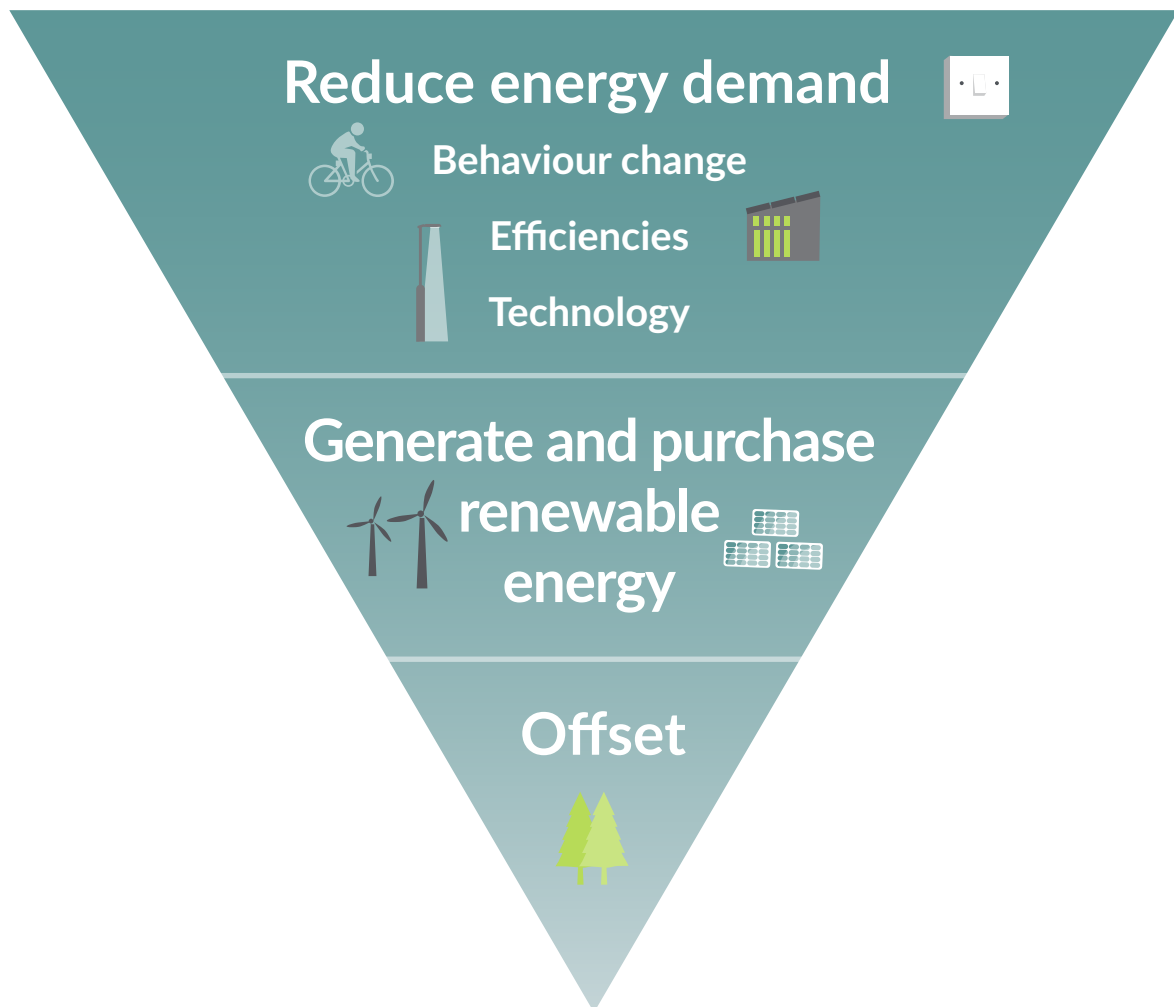 Reduce energy demand
Behaviour change
Efficiencies
Technology
Generate and purchase
renewable
energy
Offset